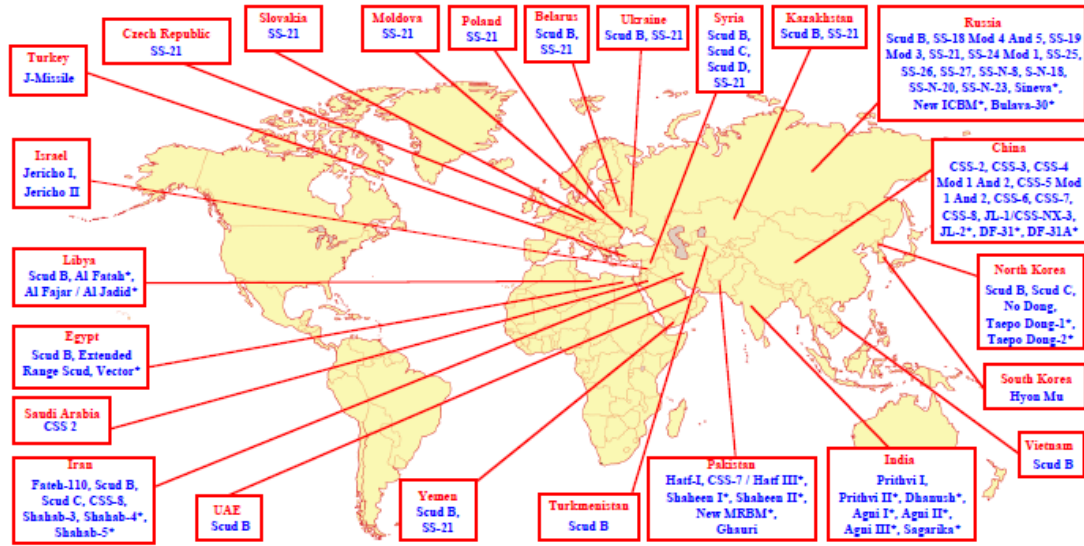 Turkey
J-Missile
Czech Republic
SS-21
Slovakia
SS-21
Moldova
SS-21
Poland
SS-21
Belarus
Scud B,
SS-21
Ukraine
Scud B, SS-21
Syria
Scud B,
Scud C,
Scud D,
SS-21
Kazakhstan
Scud B, SS-21
Russia
Scud B, SS-18 Mod 4 And 5, SS-19
Mod 3, SS-21, SS-24 Mod 1, SS-25,
SS-26, SS-27, SS-N-8, S-N-18,
SS-N-20, SS-N-23, Sineva*,
New ICBM*, Bulava-30*
Israel
Jericho I,
Jericho II
China
CSS-2, CSS-3, CSS-4
Mod 1 And 2, CSS-5 Mod
1 And 2, CSS-6, CSS-7,
CSS-8, JL-1/CSS-NX-3,
JL-2*, DF-31*, DF-31A*
Libya
Scud B, Al Fatah*,
Al Fajar / Al Jadid*
North Korea
Scud B, Scud C,
No Dong,
Taepo Dong-1*,
Taepo Dong-2*
Egypt
Scud B, Extended
Range Scud, Vector*
South Korea
Hyon Mu
Saudi Arabia
CSS 2
Vietnam
Scud B
Iran
Fateh-110, Scud B,
Scud C, CSS-8,
Shahab-3, Shahab-4*,
Shahab-5*
UAE
Scud B
Yemen
Scud B,
SS-21
Turkmenistan
Scud B
Pakistan
Hatf-I, CSS-7 / Hatf III*,
Shaheen I*, Shaheen II*,
New MRBM*,
Ghauri
India
Prithvi I,
Prithvi II*, Dhanush*,
Agni I*, Agni II*,
Agni III*, Sagarika*